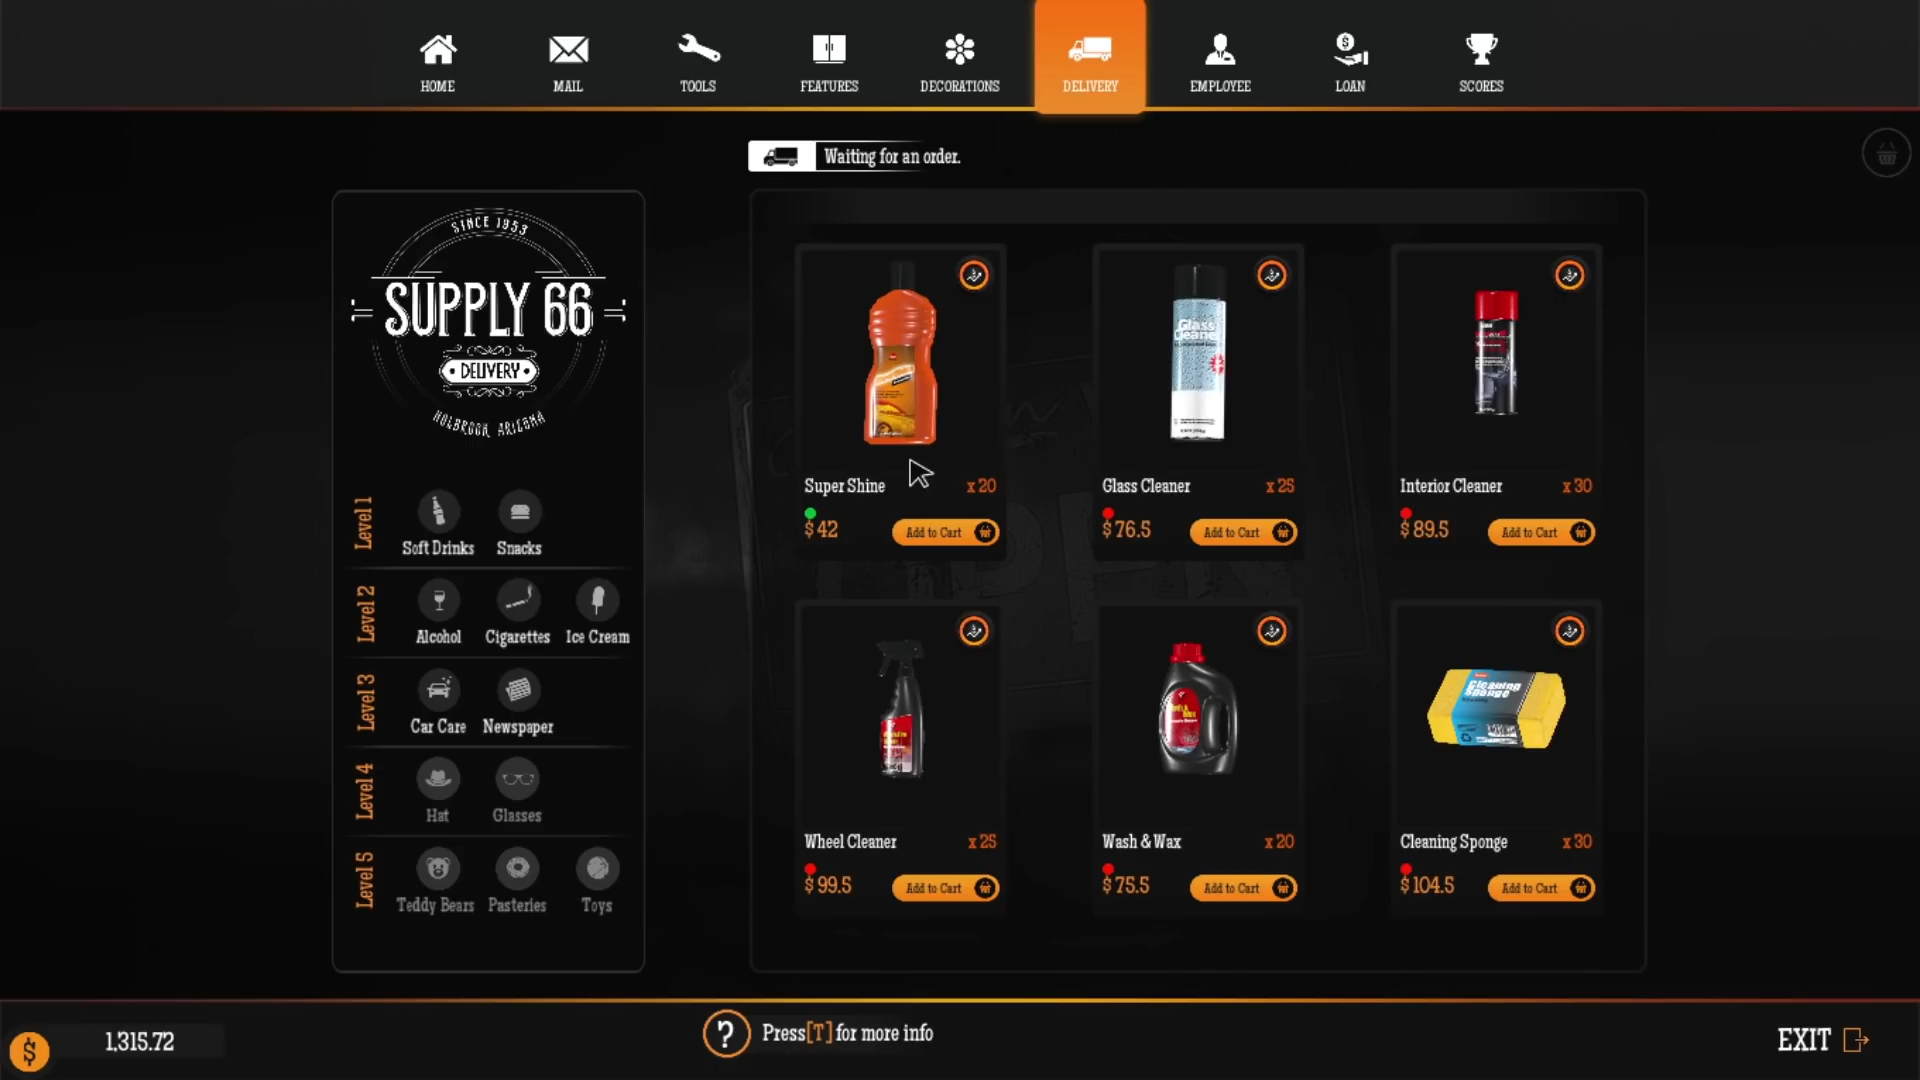 HOME
MAIL
TOOLS
FEATURES
DECORATIONS
DELIVERY
EMPLOYEE
LOAN
SCORES
Waiting for an order.
SINCE 1953
SUPPLY 66
DELIVERY
HOLBROOK, ARIZONA
Level 1
Soft Drinks
Snacks
Level 2
Alcohol
Cigarettes
Ice Cream
Level 3
Car Care
Newspaper
Level 4
Hat
Glasses
Level 5
Teddy Bears
Pasteries
Toys
Super Shine x 20
$ 42
Add to Cart
Glass Cleaner
Glass Cleaner x 25
$ 76.5
Add to Cart
Interior Cleaner x 30
$ 89.5
Add to Cart
Wheel Cleaner x 25
$ 99.5
Add to Cart
Wash & Wax x 20
$ 75.5
Add to Cart
Cleaning Sponge
Cleaning Sponge x 30
$ 104.5
Add to Cart
$ 1,315.72
? Press[T] for more info
EXIT